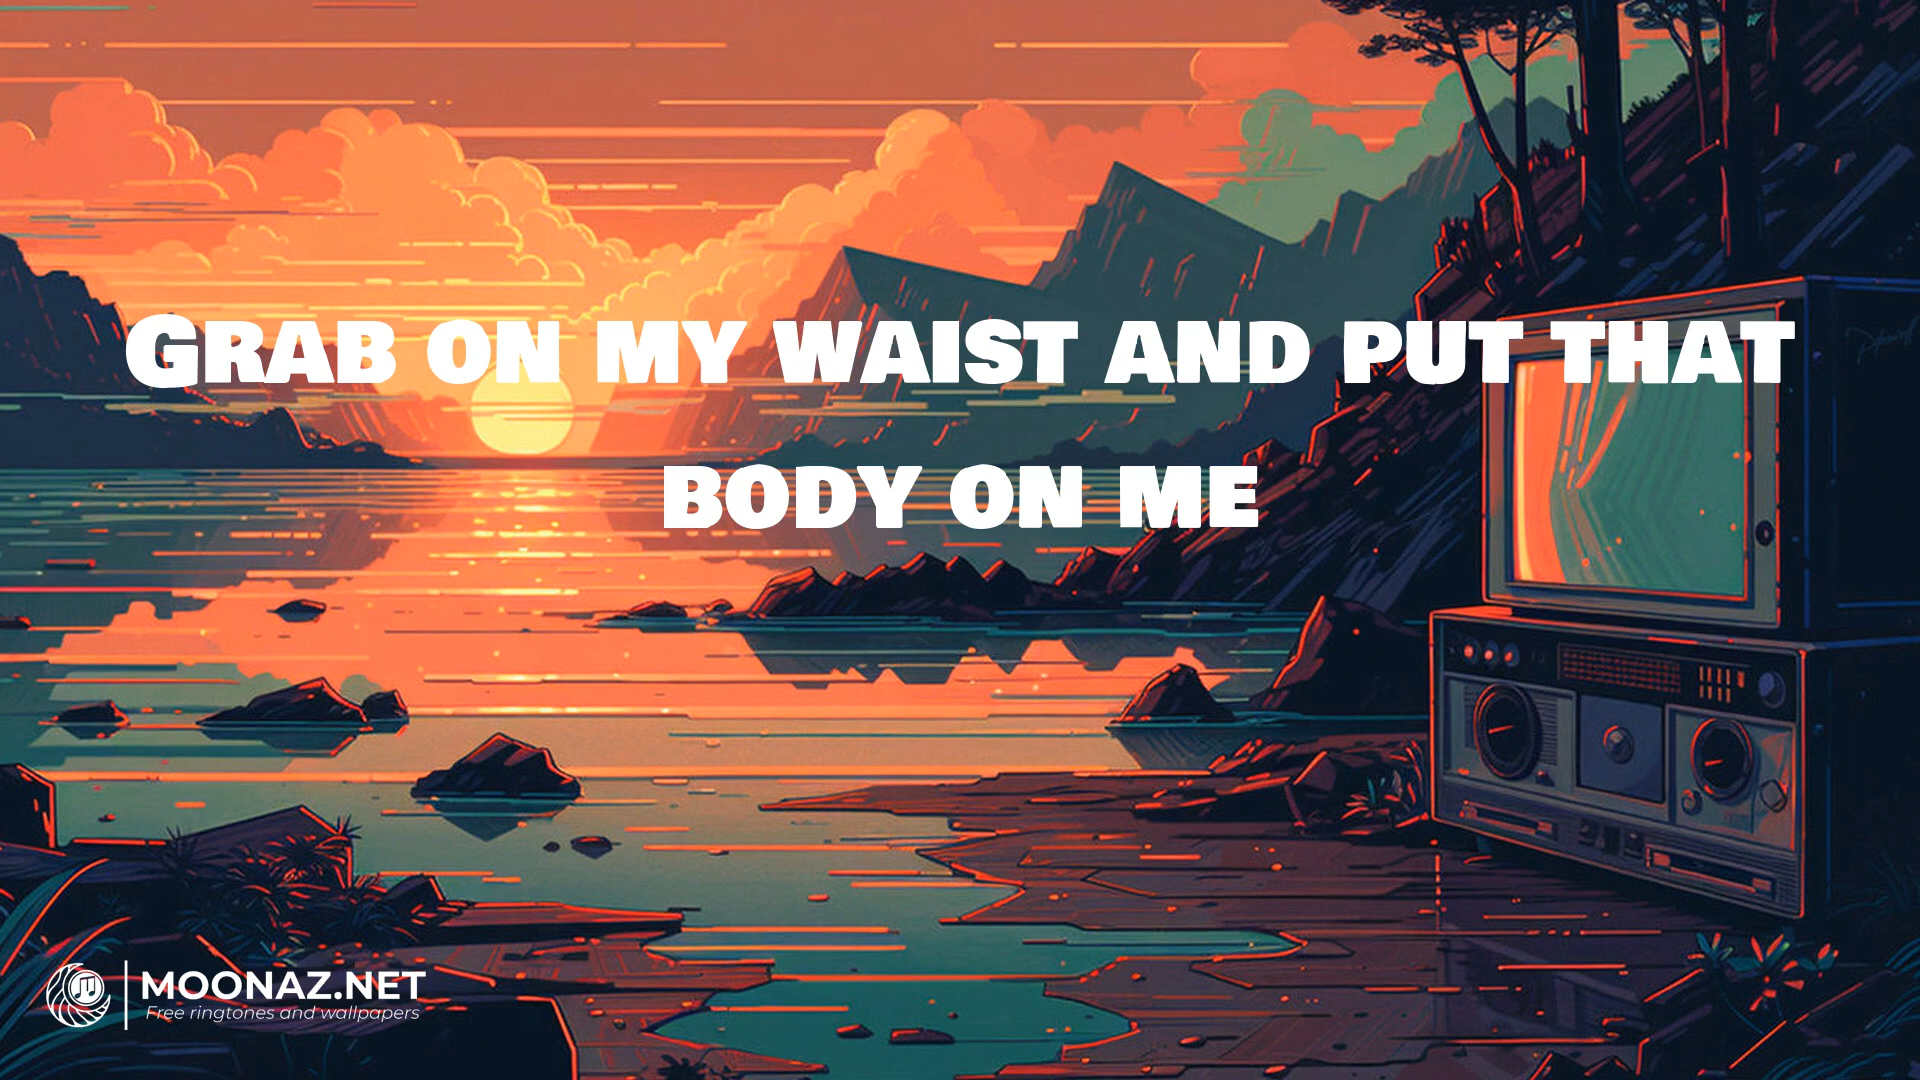 Grab on my waist and put that
body on me
MOONAZ.NET
Free ringtones and wallpapers